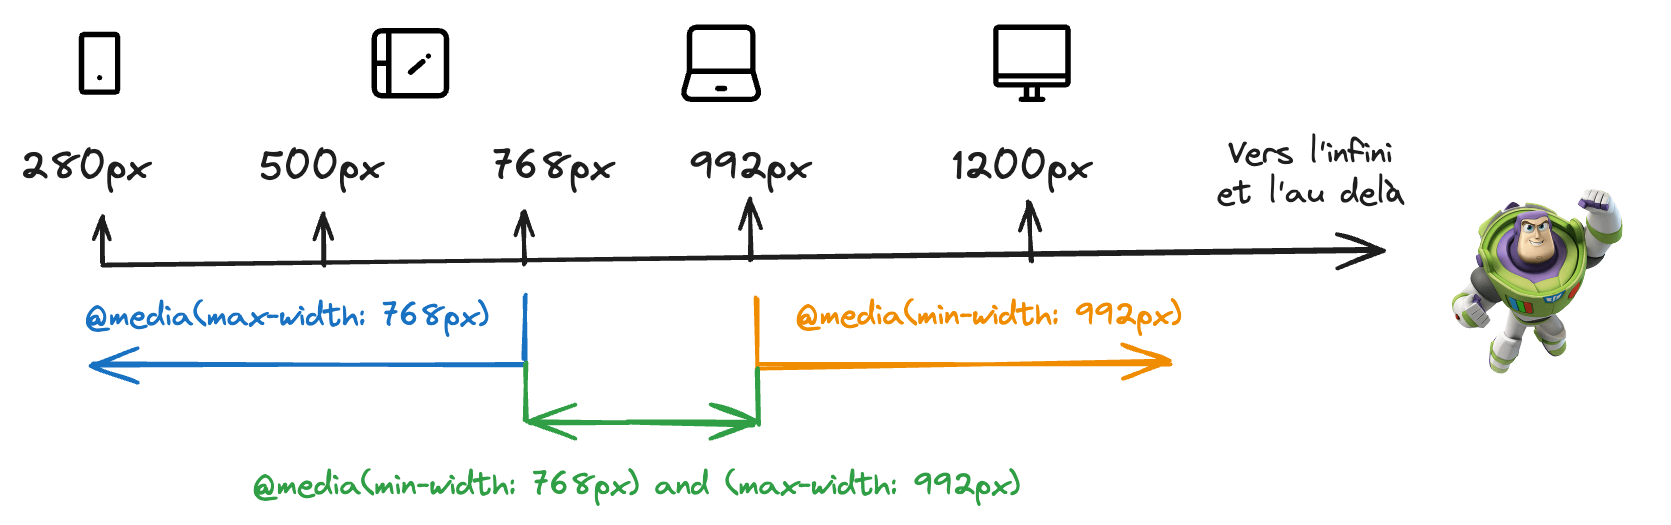 280px
500px
768px
992px
1200px
Vers l'infini
et l'au delà
@media(max-width: 768px)
@media(min-width: 992px)
@media(min-width: 768px) and (max-width: 992px)